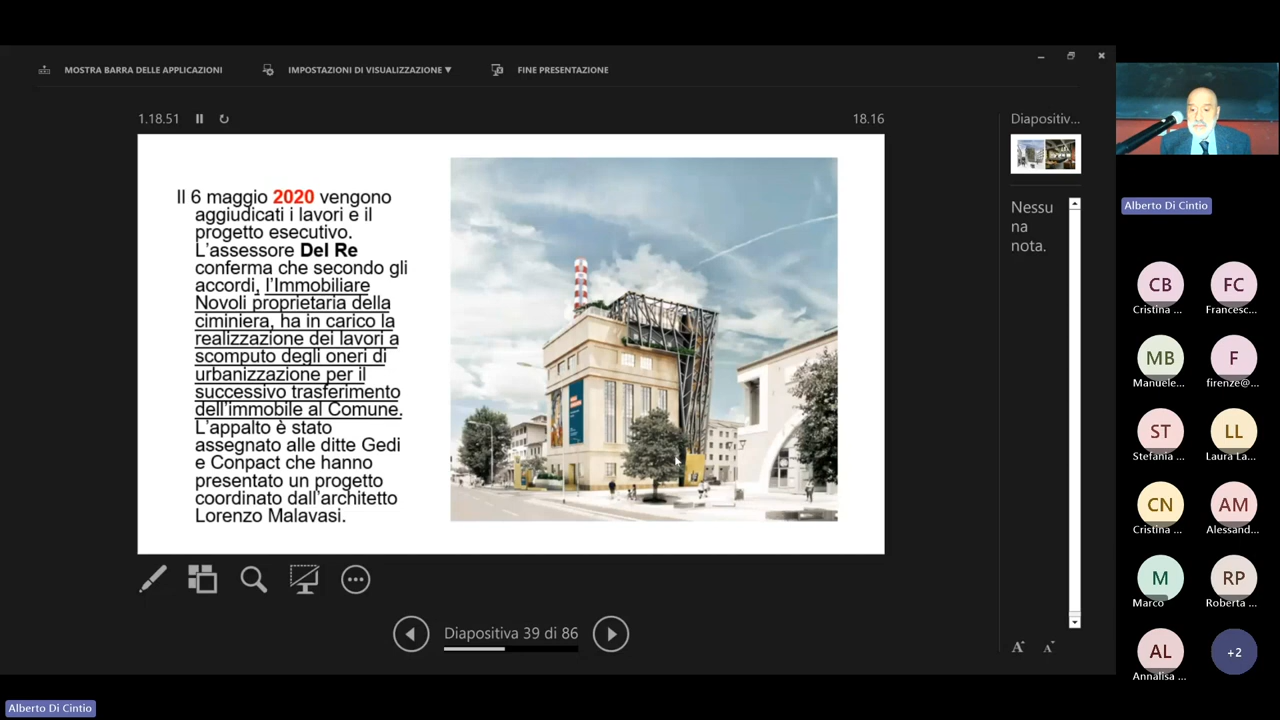 MOSTRA BARRA DELLE APPLICAZIONI
IMPOSTAZIONI DI VISUALIZZAZIONE ▼
FINE PRESENTAZIONE
1.18.51
18.16
Il 6 maggio 2020 vengono
aggiudicati i lavori e il
progetto esecutivo.
L'assessore Del Re
conferma che secondo gli
accordi, l'Immobiliare
Novoli proprietaria della
ciminiera, ha in carico la
realizzazione dei lavori a
scomputo degli oneri di
urbanizzazione per il
successivo trasferimento
dell'immobile al Comune.
L'appalto è stato
assegnato alle ditte Gedi
e Conpact che hanno
presentato un progetto
coordinato dall'architetto
Lorenzo Malavasi.
Diapositiva 39 di 86
Diapositiv...
Nessu
na
nota.
A A
Alberto Di Cintio
CB FC
Cristina ... Francesc...
MB F
Manuele... firenze@...
ST LL
Stefania ... Laura La...
CN AM
Cristina ... Alessand...
M RP
Marco Roberta ...
AL +2
Annalisa ...
Alberto Di Cintio